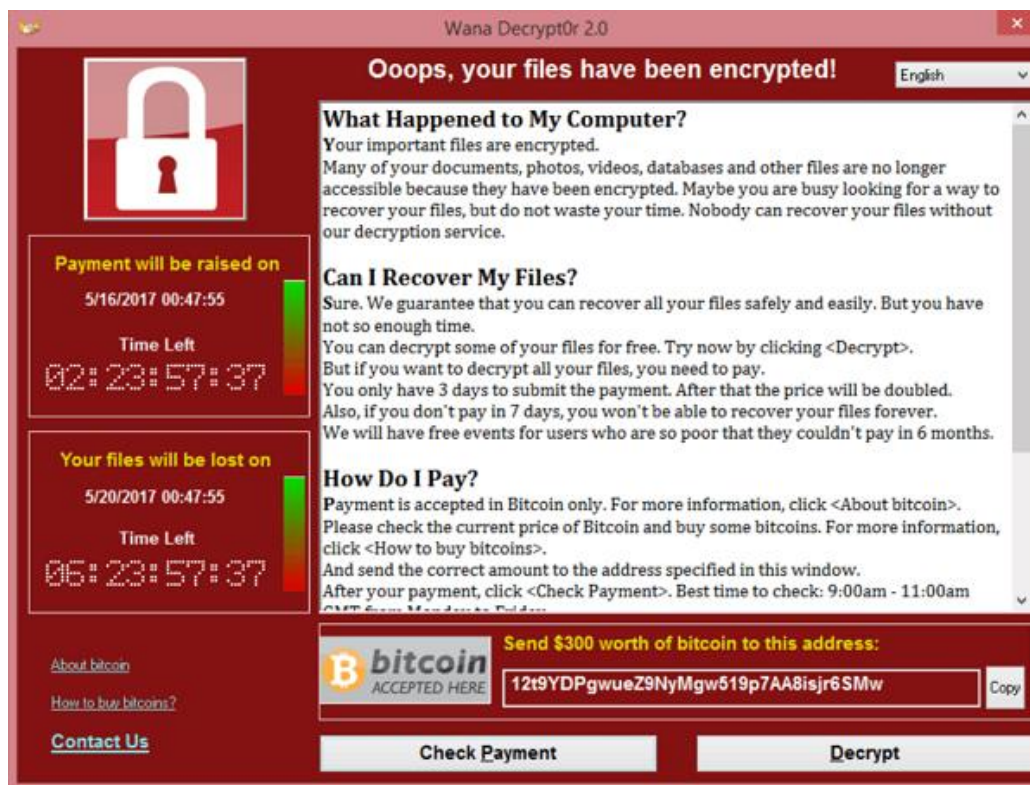 Wana Decrypt0r 2.0
Ooops, your files have been encrypted!
English
What Happened to My Computer?
Your important files are encrypted.
Many of your documents, photos, videos, databases and other files are no longer
accessible because they have been encrypted. Maybe you are busy looking for a way to
recover your files, but do not waste your time. Nobody can recover your files without
our decryption service.
Can I Recover My Files?
Sure. We guarantee that you can recover all your files safely and easily. But you have
not so enough time.
You can decrypt some of your files for free. Try now by clicking <Decrypt>.
But if you want to decrypt all your files, you need to pay.
You only have 3 days to submit the payment. After that the price will be doubled.
Also, if you don't pay in 7 days, you won't be able to recover your files forever.
We will have free events for users who are so poor that they couldn't pay in 6 months.
How Do I Pay?
Payment is accepted in Bitcoin only. For more information, click <About bitcoin>.
Please check the current price of Bitcoin and buy some bitcoins. For more information,
click <How to buy bitcoins>.
And send the correct amount to the address specified in this window.
After your payment, click <Check Payment>. Best time to check: 9:00am - 11:00am
GMT from Monday to Friday
Payment will be raised on
5/16/2017 00:47:55
Time Left
02:23:57:37
Your files will be lost on
5/20/2017 00:47:55
Time Left
06:23:57:37
About bitcoin
How to buy bitcoins?
Contact Us
bitcoin
ACCEPTED HERE
Send $300 worth of bitcoin to this address:
12t9YDPgwueZ9NyMgw519p7AA8isjr6SMw
Copy
Check Payment
Decrypt